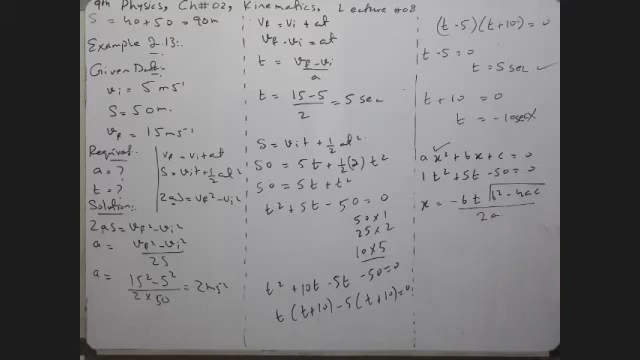 9th Physics, Ch#02, Kinematics, Lecture #08
S = 40+50 = 90m
Example 2.13:
Given Data:
vi = 5 ms⁻¹
S = 50 m.
vf = 15 ms⁻¹
Required:
a = ?
t = ?
vf = vi + at
S = vit + ½at²
2aS = vf² - vi²
Solution:
2aS = vf² - vi²
a = vf² - vi² / 2S
a = 15² - 5² / 2 × 50 = 2ms⁻²
vf = vi + at
vf - vi = at
t = vf - vi / a
t = 15 - 5 / 2 = 5 sec
S = vit + ½ at²
50 = 5t + ½(2) t²
50 = 5t + t²
t² + 5t - 50 = 0
50 × 1
25 × 2
10 × 5
t² + 10t - 5t - 50 = 0
t(t+10) - 5(t+10) = 0
(t - 5)(t + 10) = 0
t - 5 = 0
t = 5 sec ✓
t + 10 = 0
t = -10sec×
ax² + bx + c = 0
1t² + 5t - 50 = 0
x = -b ± √b² - 4ac / 2a